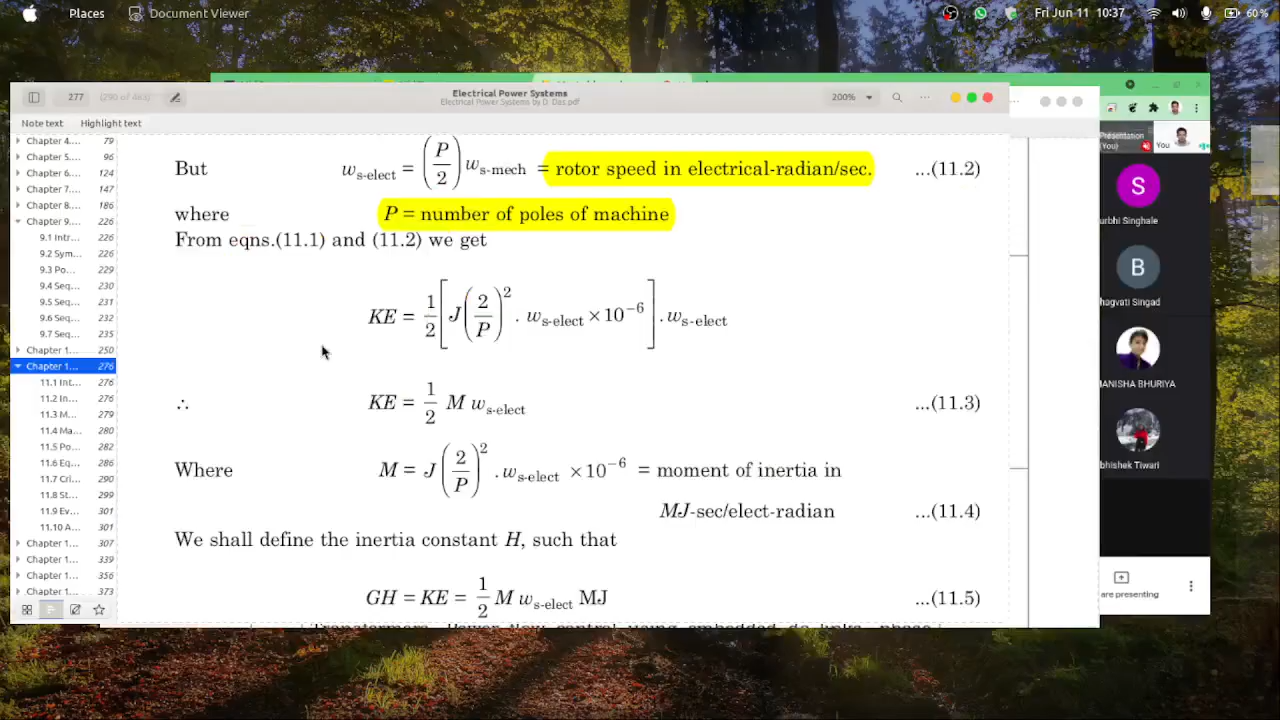 Places Document Viewer Fri Jun 11 10:37 60%
277 (290 of 483) Electrical Power Systems 200%
Electrical Power Systems by D. Das.pdf
Note text Highlight text
Chapter 4.... 79
Chapter 5.... 96
Chapter 6.... 124
Chapter 7.... 147
Chapter 8.... 186
Chapter 9.... 226
9.1 Intr... 226
9.2 Sym... 226
9.3 Po... 229
9.4 Seq... 230
9.5 Seq... 231
9.6 Seq... 232
9.7 Seq... 235
Chapter 1... 250
Chapter 1... 276
11.1 Int... 276
11.2 In... 276
11.3 M... 279
11.4 Ma... 280
11.5 Po... 282
11.6 Eq... 286
11.7 Cri... 290
11.8 St... 299
11.9 Ev... 301
11.10 A... 301
Chapter 1... 307
Chapter 1... 339
Chapter 1... 356
Chapter 1... 373
But w_s-elect = (P/2) w_s-mech = rotor speed in electrical-radian/sec. ...(11.2)
where P = number of poles of machine
From eqns.(11.1) and (11.2) we get
KE = 1/2 [J(2/P)² . w_s-elect × 10⁻⁶] . w_s-elect
∴ KE = 1/2 M w_s-elect ...(11.3)
Where M = J(2/P)² . w_s-elect × 10⁻⁶ = moment of inertia in
MJ-sec/elect-radian ...(11.4)
We shall define the inertia constant H, such that
GH = KE = 1/2 M w_s-elect MJ ...(11.5)
Presentation
(You)
You
S
urbhi Singhale
B
hagvati Singad
MANISHA BHURIYA
bhishek Tiwari
are presenting